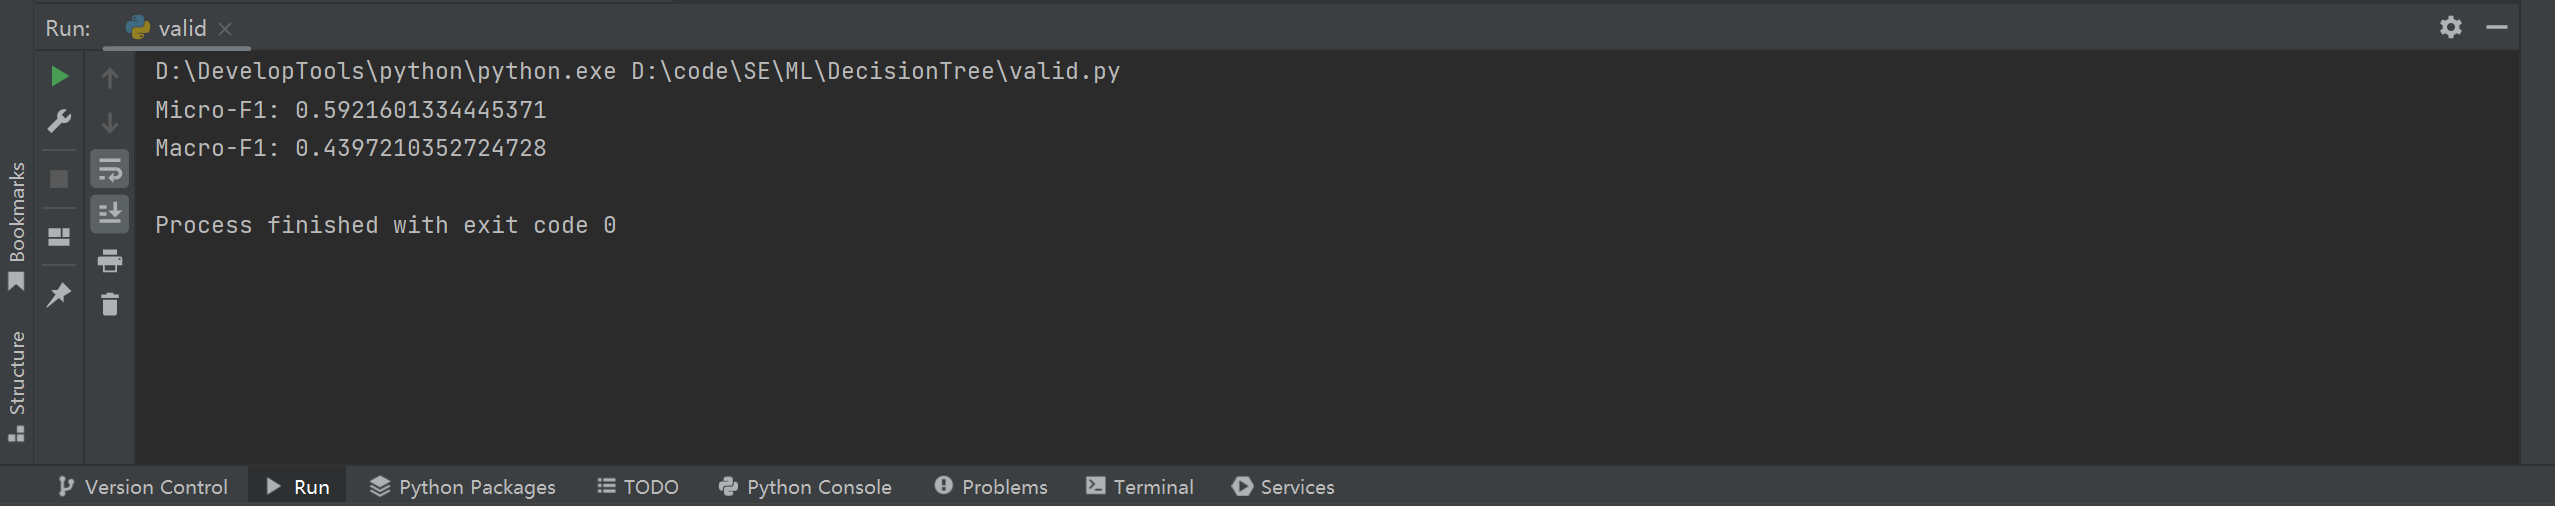 Run: valid
D:\DevelopTools\python\python.exe D:\code\SE\ML\DecisionTree\valid.py
Micro-F1: 0.5921601334445371
Macro-F1: 0.4397210352724728
Process finished with exit code 0
Bookmarks
Structure
Version Control Run Python Packages TODO Python Console Problems Terminal Services